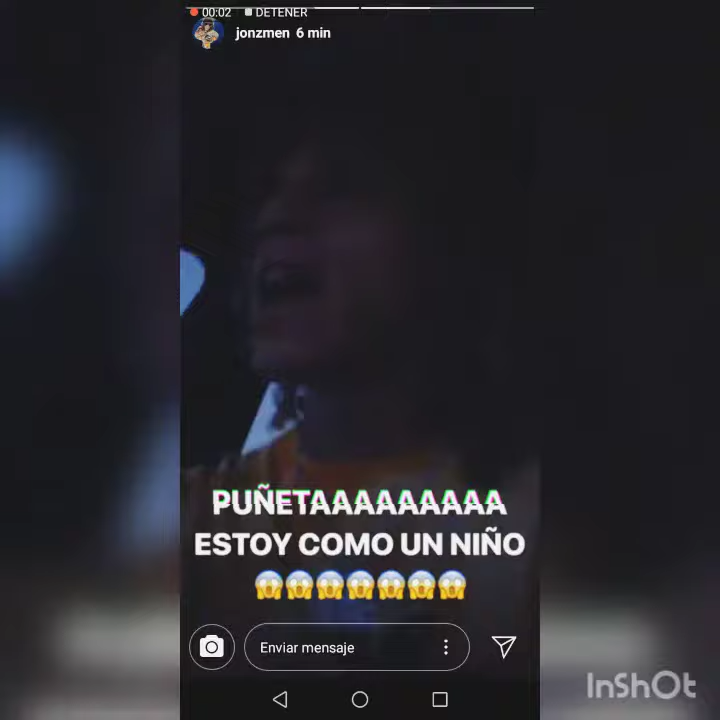 00:02 DETENER
jonzmen 6 min
PUÑETAAAAAAAAA
ESTOY COMO UN NIÑO
😱😱😱😱😱😱😱
Enviar mensaje
InShOt